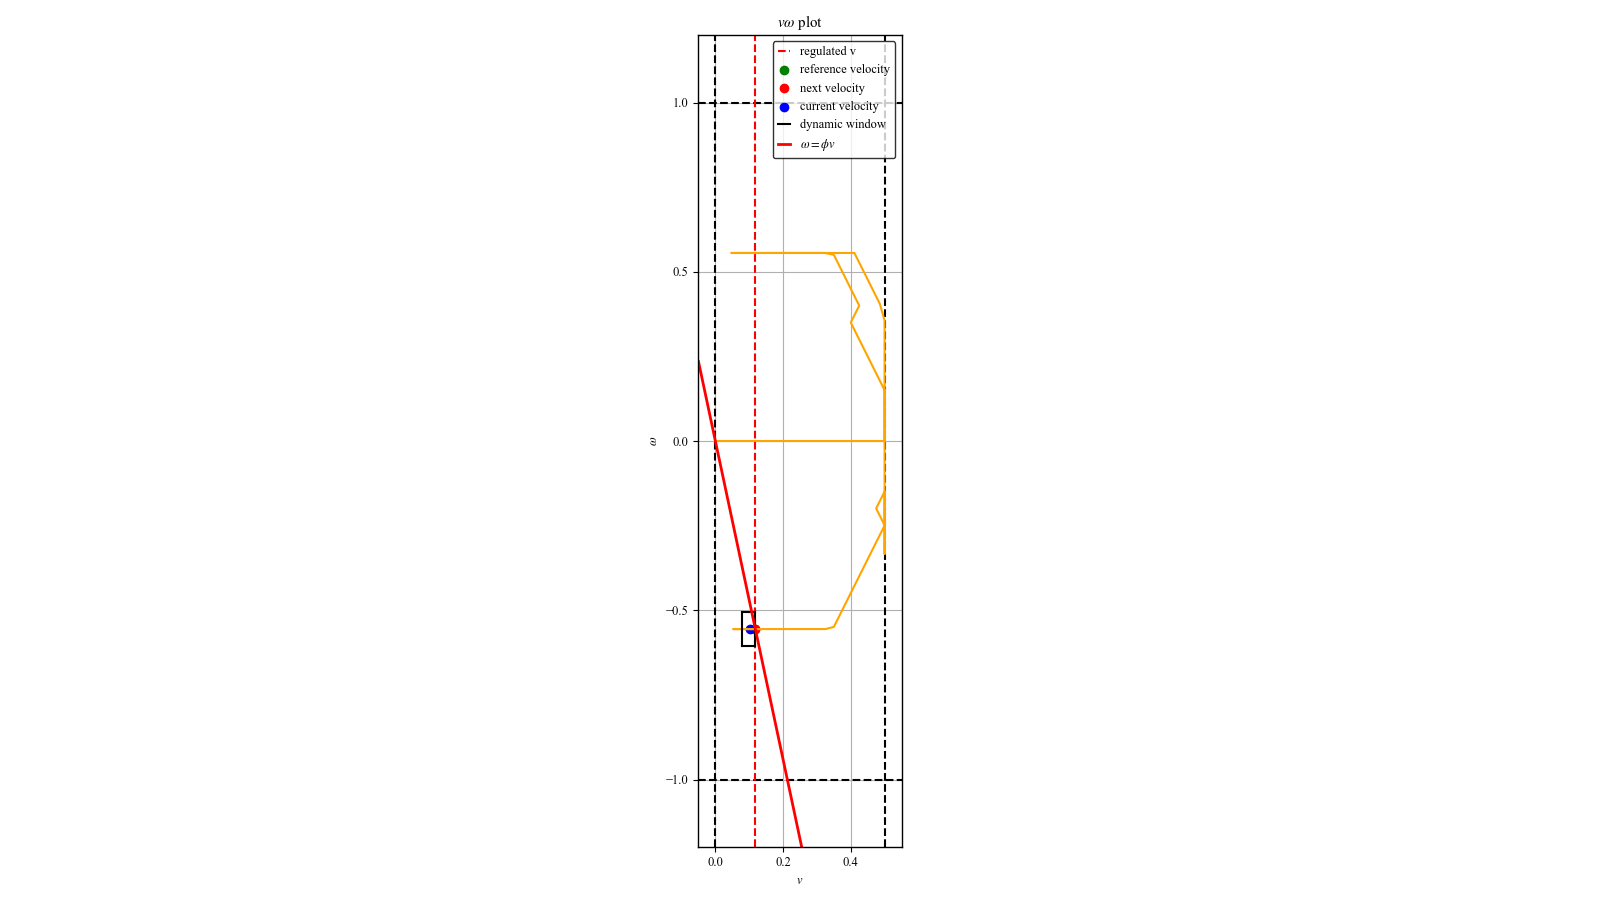 vω plot
regulated v
reference velocity
next velocity
current velocity
dynamic window
ω = ϕv
1.0
0.5
0.0
−0.5
−1.0
ω
0.0 0.2 0.4
v